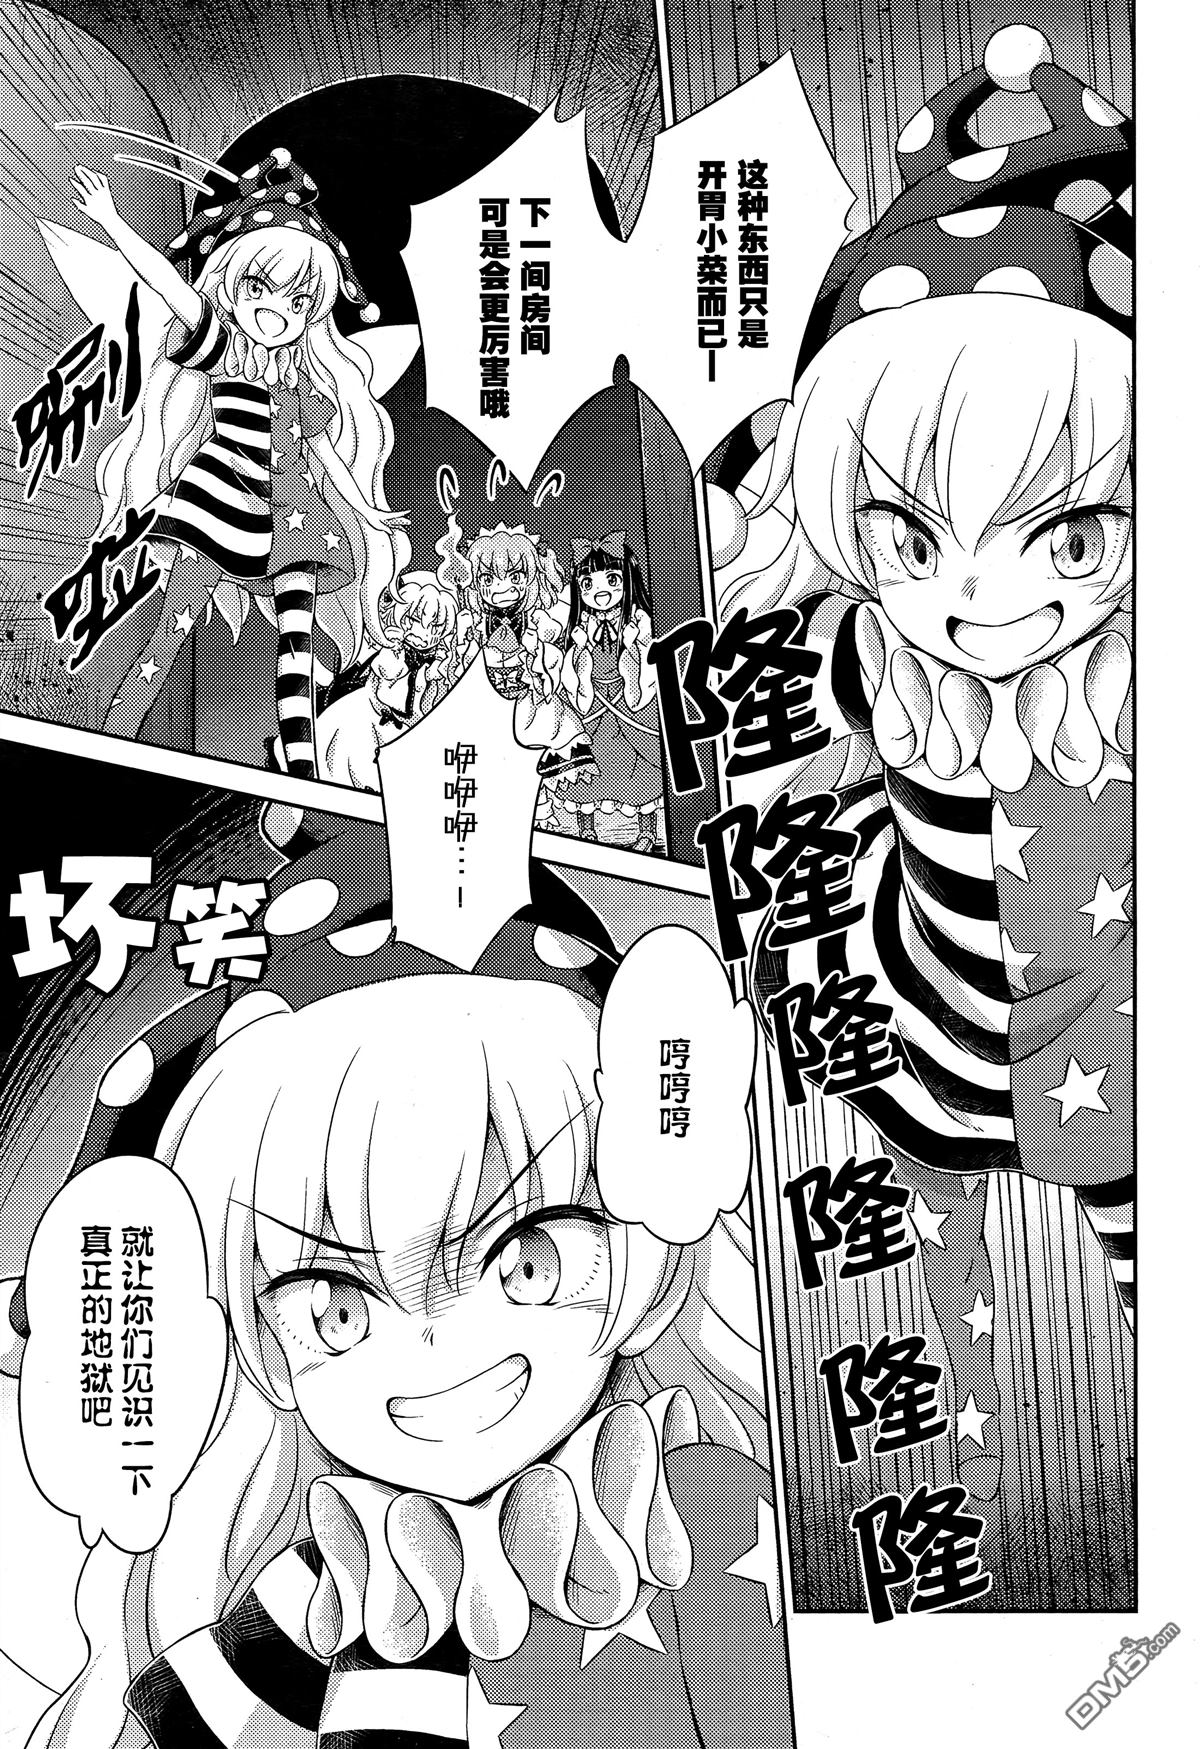 这种东西只是
开胃小菜而已—
下一间房间
可是会更厉害哦
隆
隆
隆
隆
隆
隆
咿咿咿…—
坏笑
哼哼哼
就让你们见识一下
真正的地狱吧
DM5.com